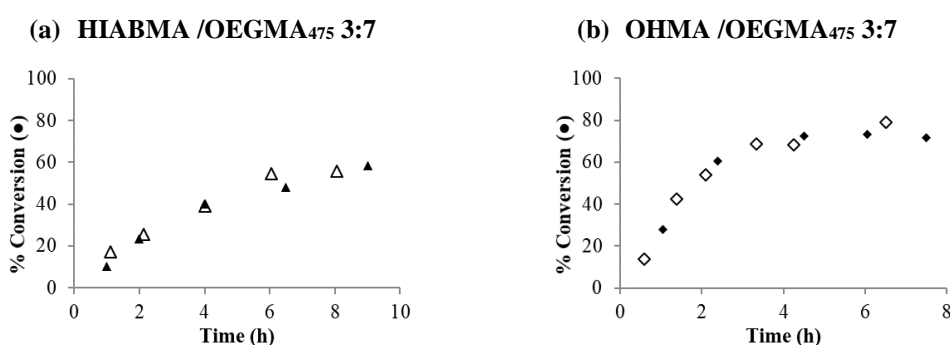 (a) HIABMA /OEGMA475 3:7
100
80
60
40
20
0
% Conversion (●)
0 2 4 6 8 10
Time (h)
(b) OHMA /OEGMA475 3:7
100
80
60
40
20
0
% Conversion (●)
0 2 4 6 8
Time (h)